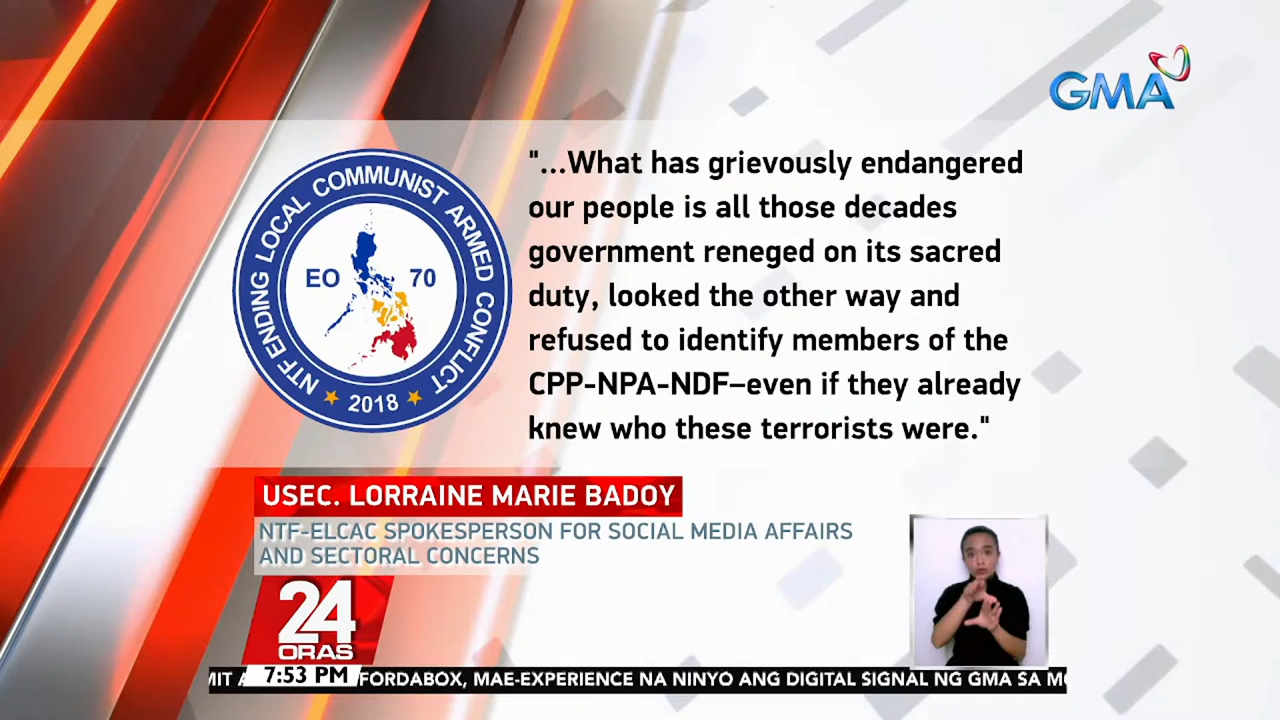 GMA
NTF ENDING LOCAL COMMUNIST ARMED CONFLICT
EO 70
2018
"...What has grievously endangered
our people is all those decades
government reneged on its sacred
duty, looked the other way and
refused to identify members of the
CPP-NPA-NDF–even if they already
knew who these terrorists were."
USEC. LORRAINE MARIE BADOY
NTF-ELCAC SPOKESPERSON FOR SOCIAL MEDIA AFFAIRS
AND SECTORAL CONCERNS
24
ORAS
7:53 PM
FORDABOX, MAE-EXPERIENCE NA NINYO ANG DIGITAL SIGNAL NG GMA SA